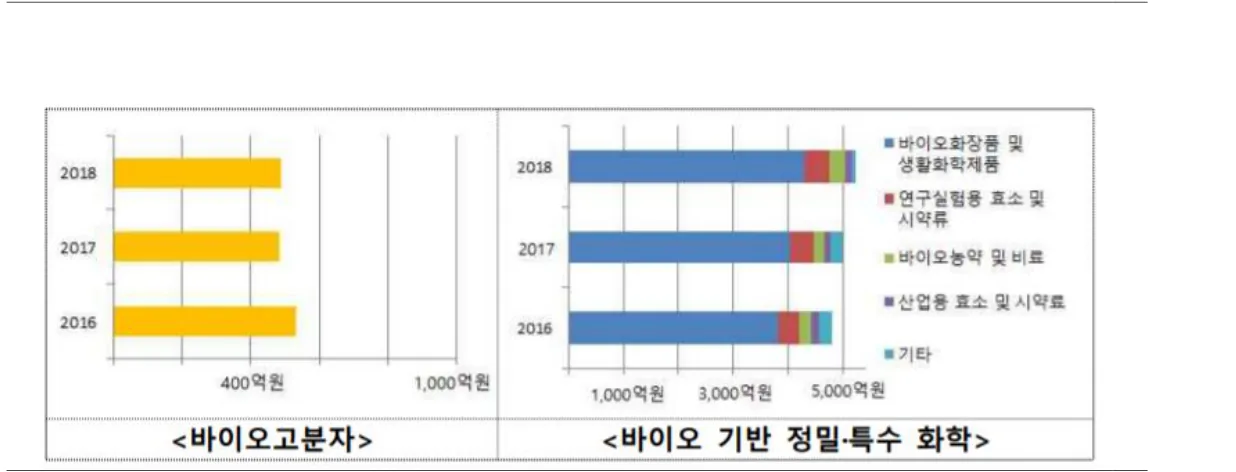 2018
2017
2016
400억원
1,000억원
<바이오고분자>
2018
2017
2016
1,000억원
3,000억원
5,000억원
바이오화장품 및
생활화학제품
연구실험용 효소 및
시약류
바이오농약 및 비료
산업용 효소 및 시약료
기타
<바이오 기반 정밀·특수 화학>